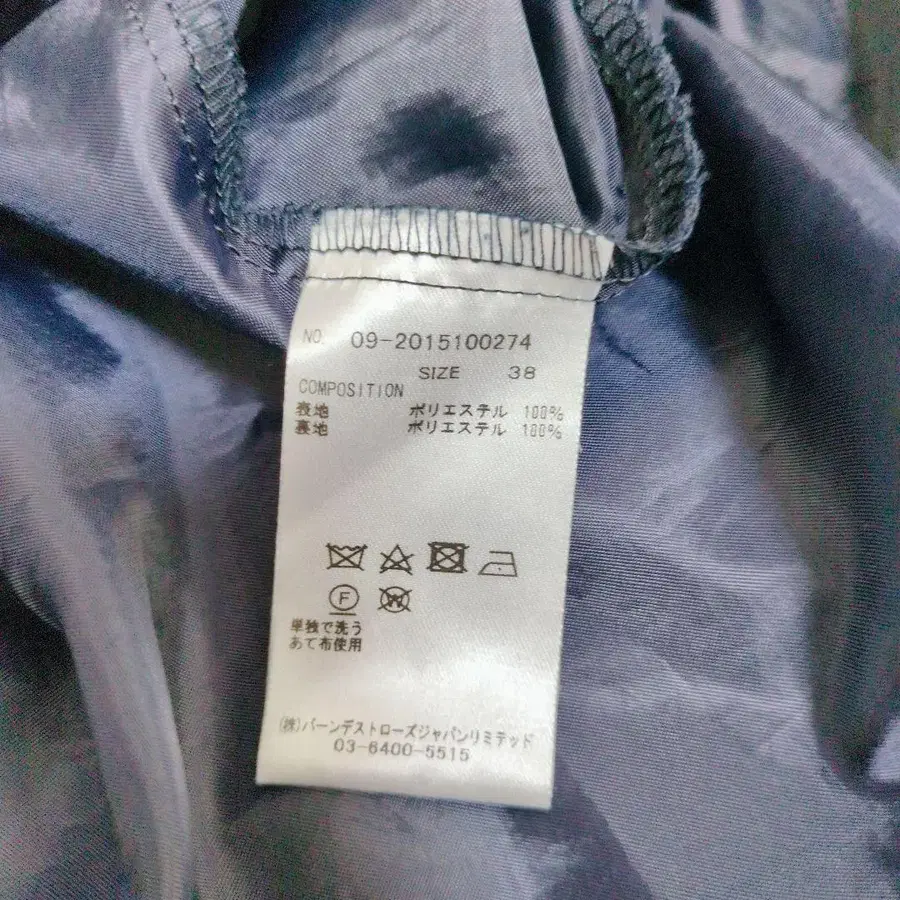 NO. 09-2015100274
SIZE 38
COMPOSITION
表地 ポリエステル 100%
裏地 ポリエステル 100%
F W
単独で洗う
あて布使用
(株)バーンデストローズジャパンリミテッド
03-6400-5515